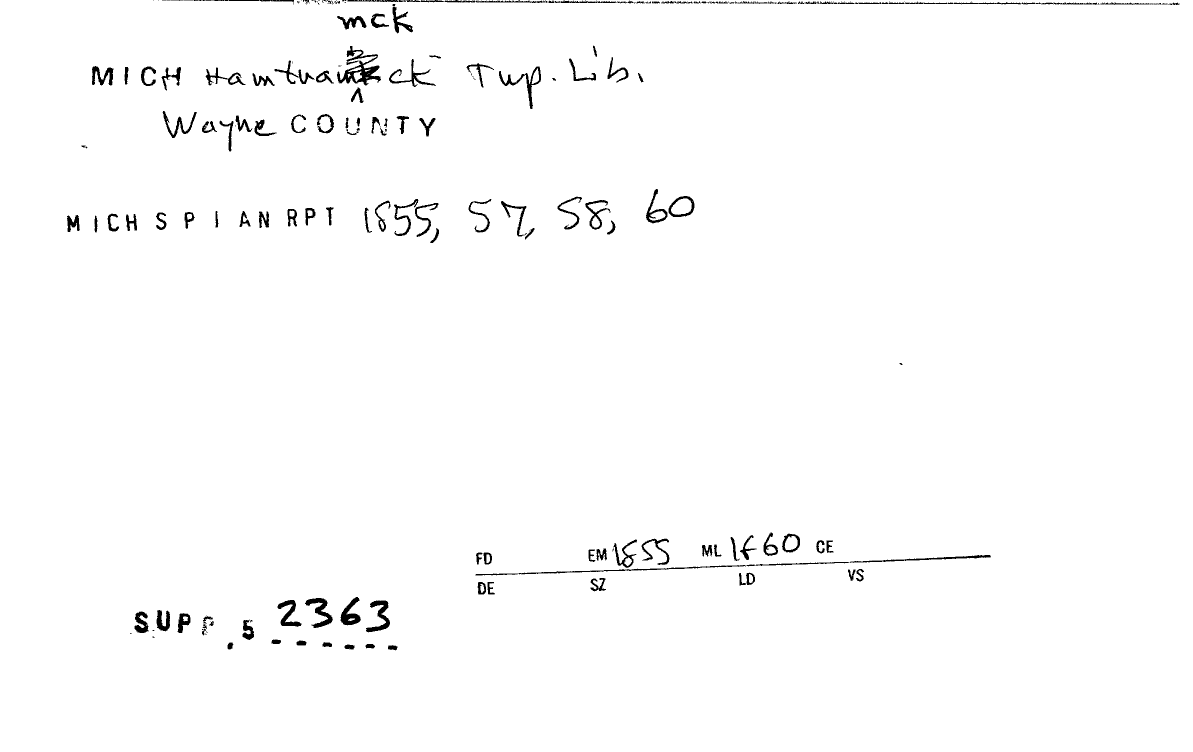 mck
MICH Hamtramck Twp. Lib.
Wayne COUNTY
MICH S P I AN RPT 1855, 57, 58, 60
FD EM 1855 ML 1860 CE
DE SZ LD VS
SUPP.5 2363